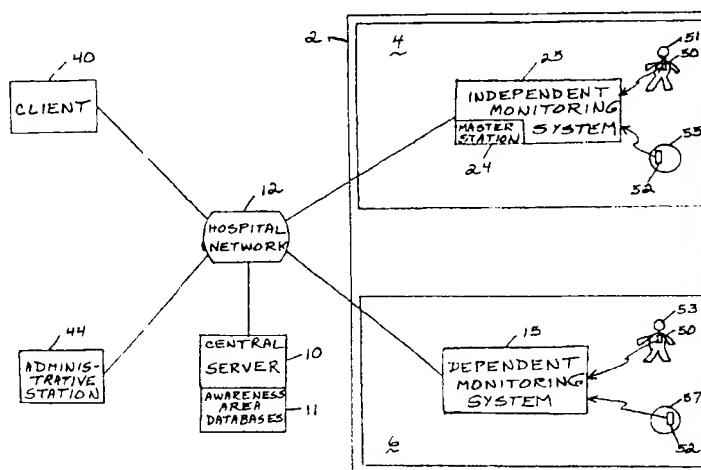 40
CLIENT
12
HOSPITAL
NETWORK
44
ADMINIS-
TRATIVE
STATION
CENTRAL
SERVER
10
AWARENESS
AREA
DATABASES
11
2
4
25
INDEPENDENT
MONITORING
SYSTEM
MASTER
STATION
24
51
50
55
52
15
DEPENDENT
MONITORING
SYSTEM
53
50
57
52
6